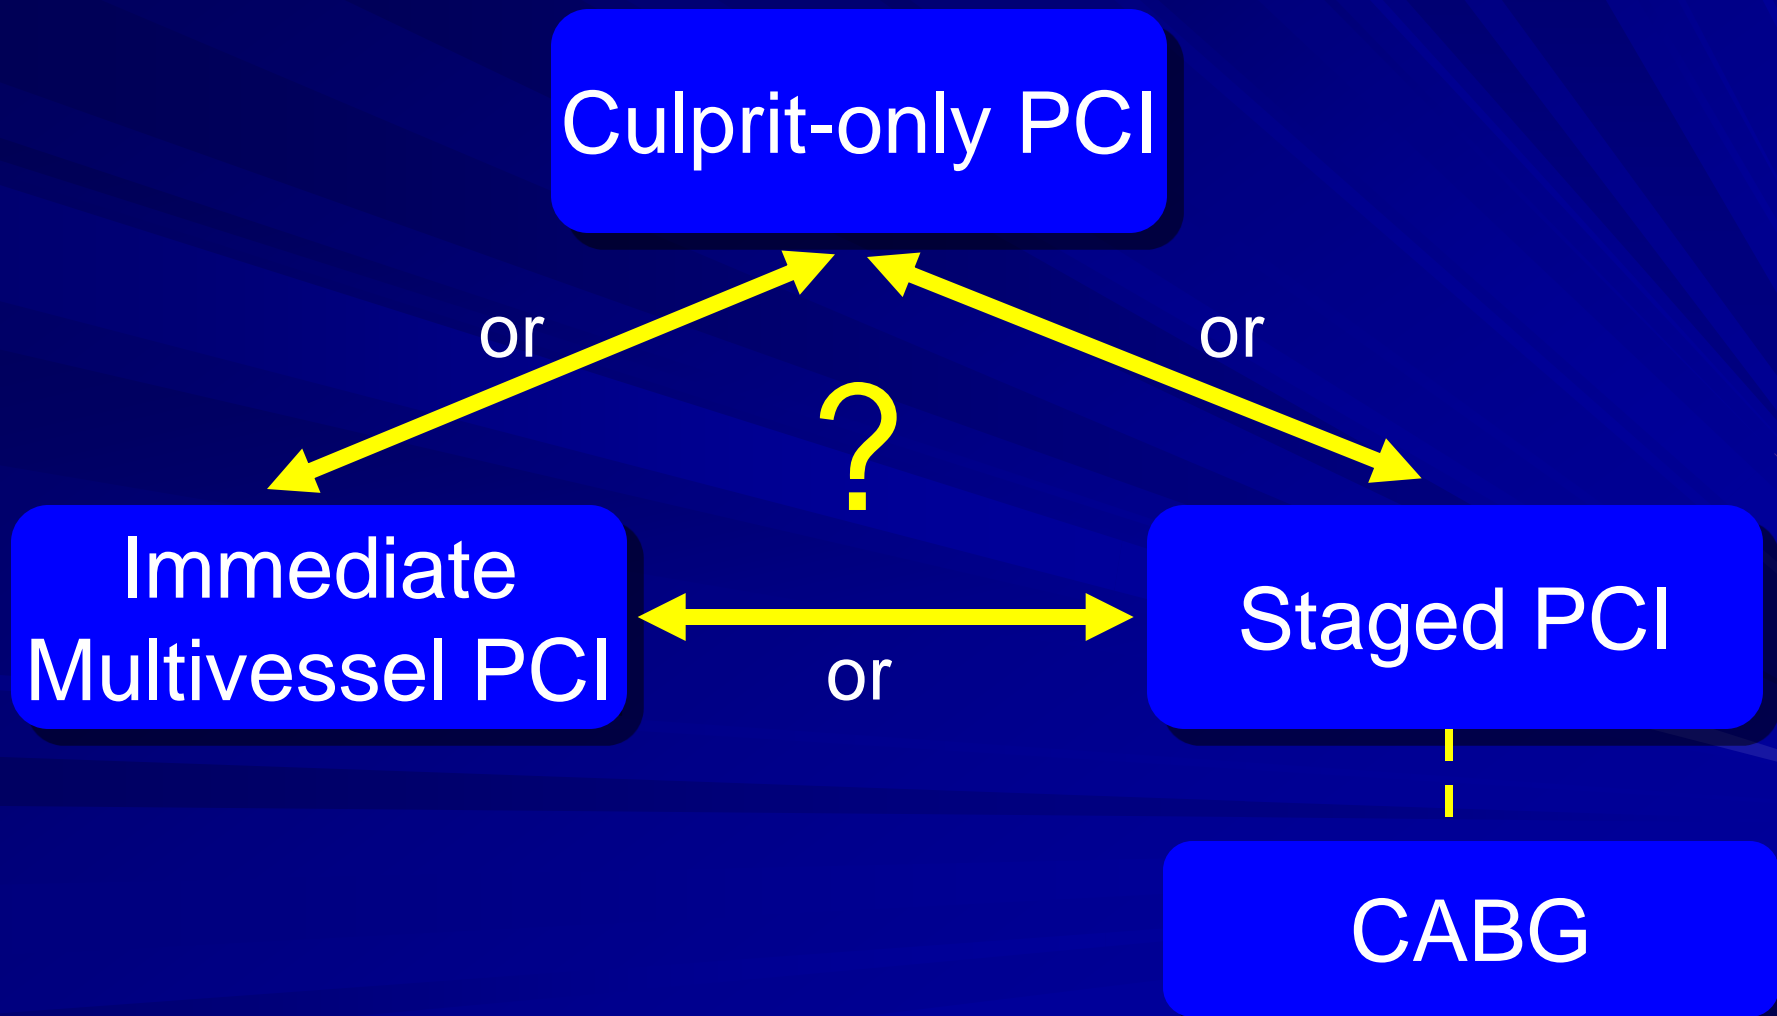 Culprit-only PCI
or
or
?
Immediate
Multivessel PCI
or
Staged PCI
CABG